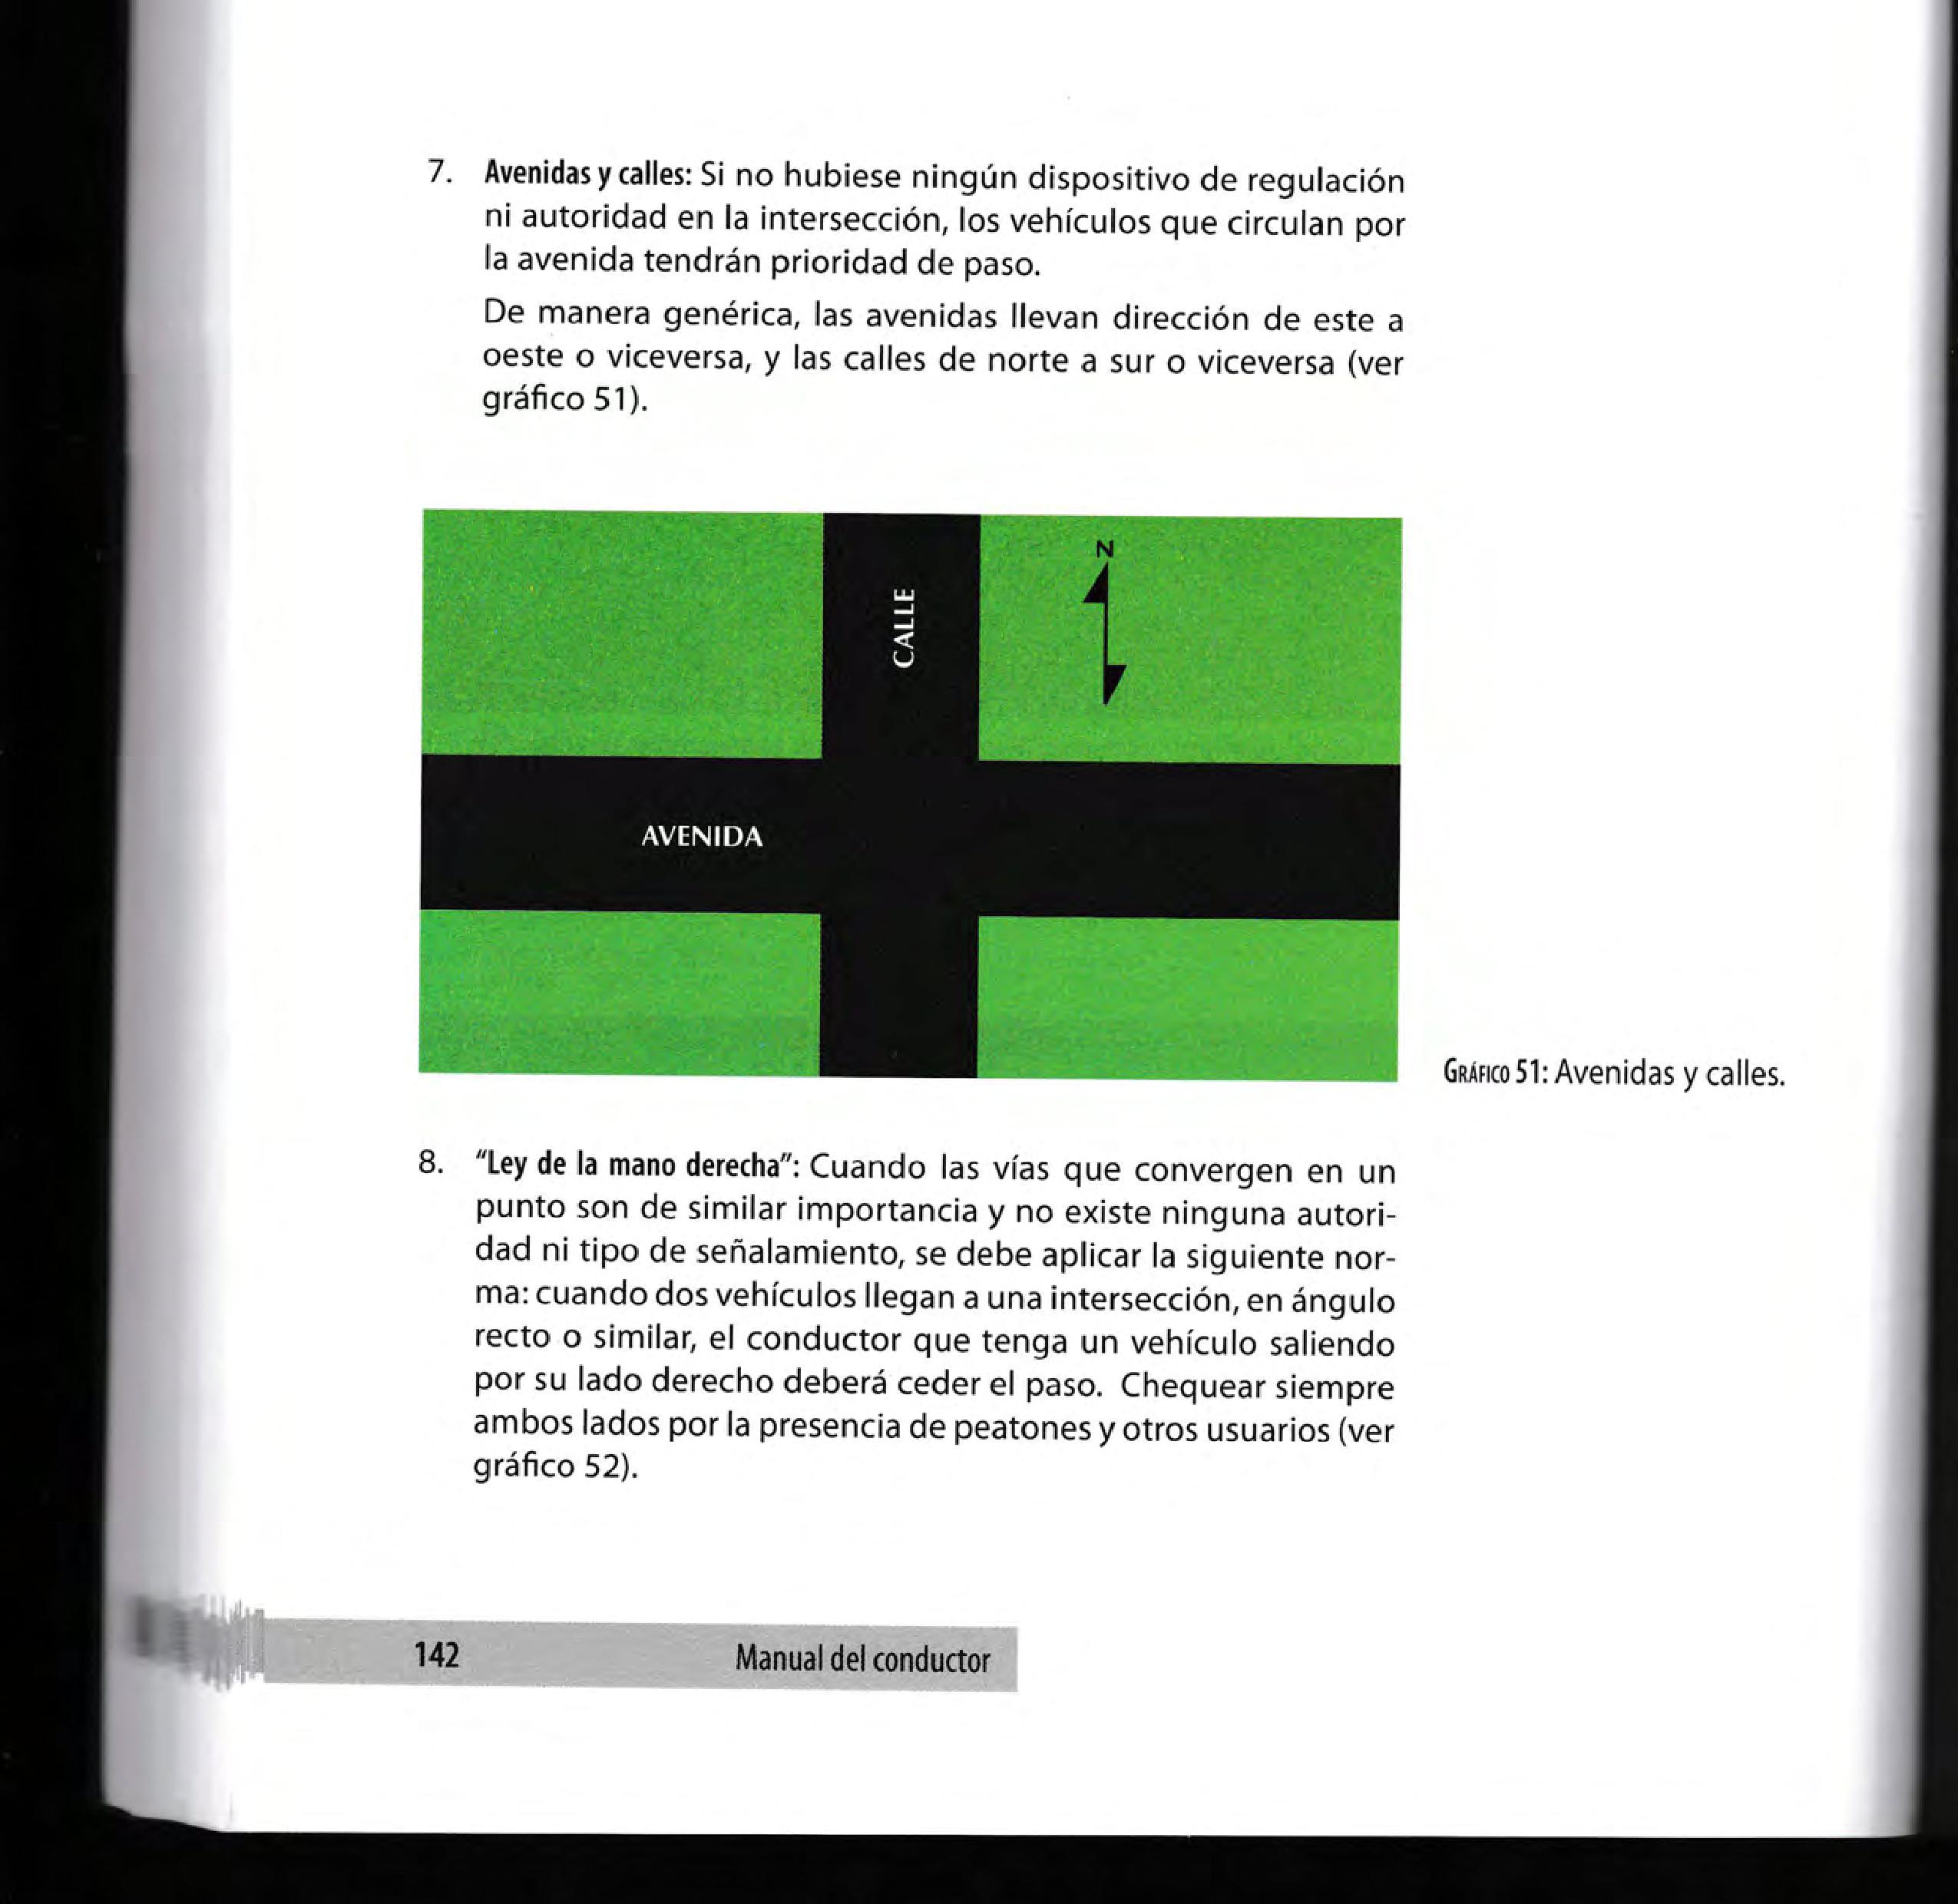 7. Avenidas y calles: Si no hubiese ningún dispositivo de regulación
ni autoridad en la intersección, los vehículos que circulan por
la avenida tendrán prioridad de paso.
De manera genérica, las avenidas llevan dirección de este a
oeste o viceversa, y las calles de norte a sur o viceversa (ver
gráfico 51).
N
CALLE
AVENIDA
GRÁFICO 51: Avenidas y calles.
8. “Ley de la mano derecha”: Cuando las vías que convergen en un
punto son de similar importancia y no existe ninguna autori-
dad ni tipo de señalamiento, se debe aplicar la siguiente nor-
ma: cuando dos vehículos llegan a una intersección, en ángulo
recto o similar, el conductor que tenga un vehículo saliendo
por su lado derecho deberá ceder el paso. Chequear siempre
ambos lados por la presencia de peatones y otros usuarios (ver
gráfico 52).
142 Manual del conductor